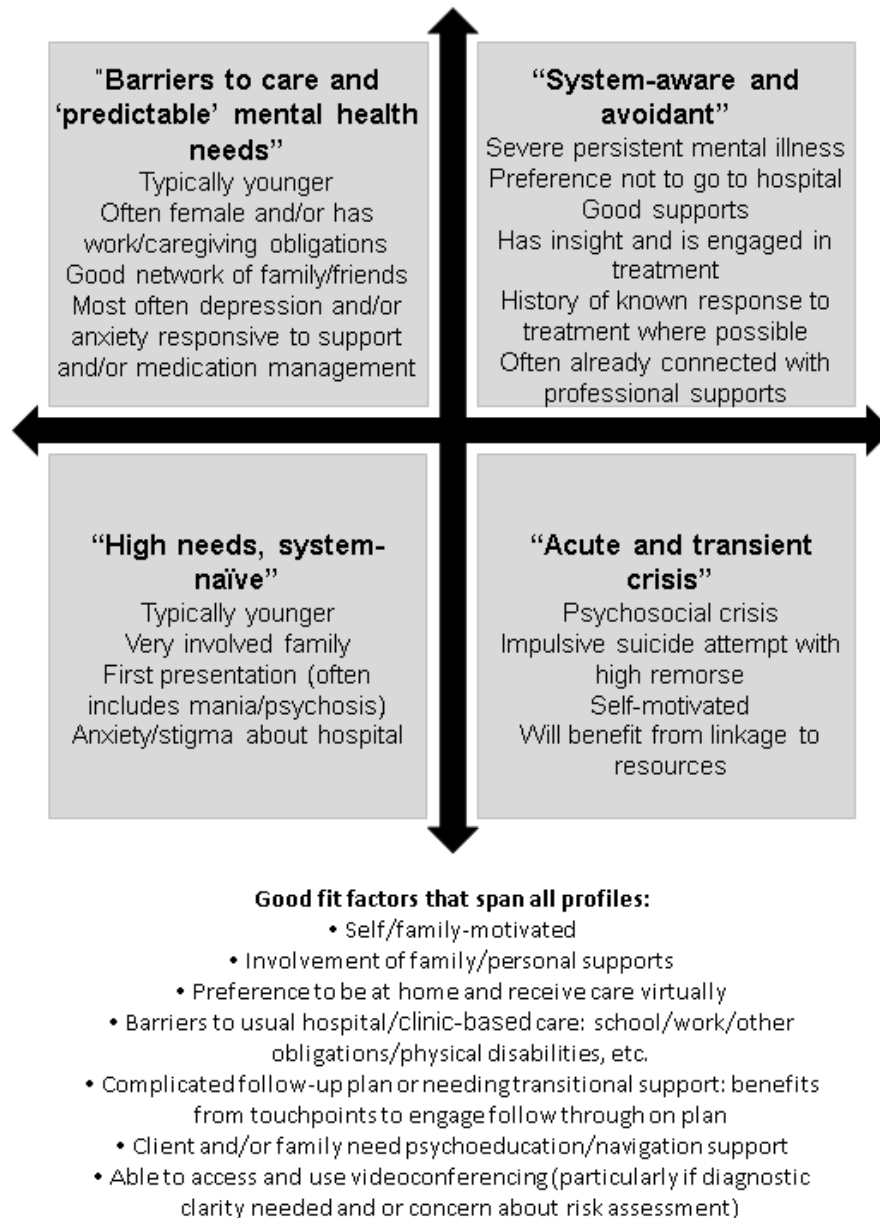 "Barriers to care and
‘predictable’ mental health
needs”
Typically younger
Often female and/or has
work/caregiving obligations
Good network of family/friends
Most often depression and/or
anxiety responsive to support
and/or medication management
“System-aware and
avoidant”
Severe persistent mental illness
Preference not to go to hospital
Good supports
Has insight and is engaged in
treatment
History of known response to
treatment where possible
Often already connected with
professional supports
“High needs, system-
naïve”
Typically younger
Very involved family
First presentation (often
includes mania/psychosis)
Anxiety/stigma about hospital
“Acute and transient
crisis”
Psychosocial crisis
Impulsive suicide attempt with
high remorse
Self-motivated
Will benefit from linkage to
resources
Good fit factors that span all profiles:
• Self/family-motivated
• Involvement of family/personal supports
• Preference to be at home and receive care virtually
• Barriers to usual hospital/clinic-based care: school/work/other
obligations/physical disabilities, etc.
• Complicated follow-up plan or needing transitional support: benefits
from touchpoints to engage follow through on plan
• Client and/or family need psychoeducation/navigation support
• Able to access and use videoconferencing (particularly if diagnostic
clarity needed and or concern about risk assessment)